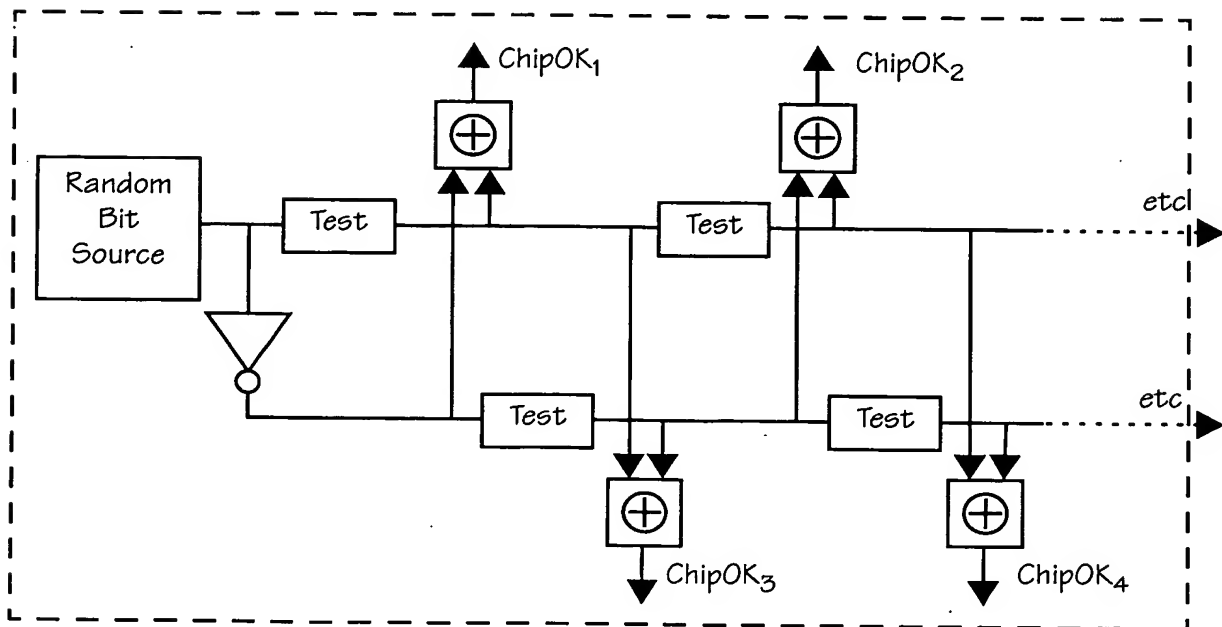 ChipOK1
ChipOK2
Random
Bit
Source
Test
Test
etc
Test
Test
etc
ChipOK3
ChipOK4